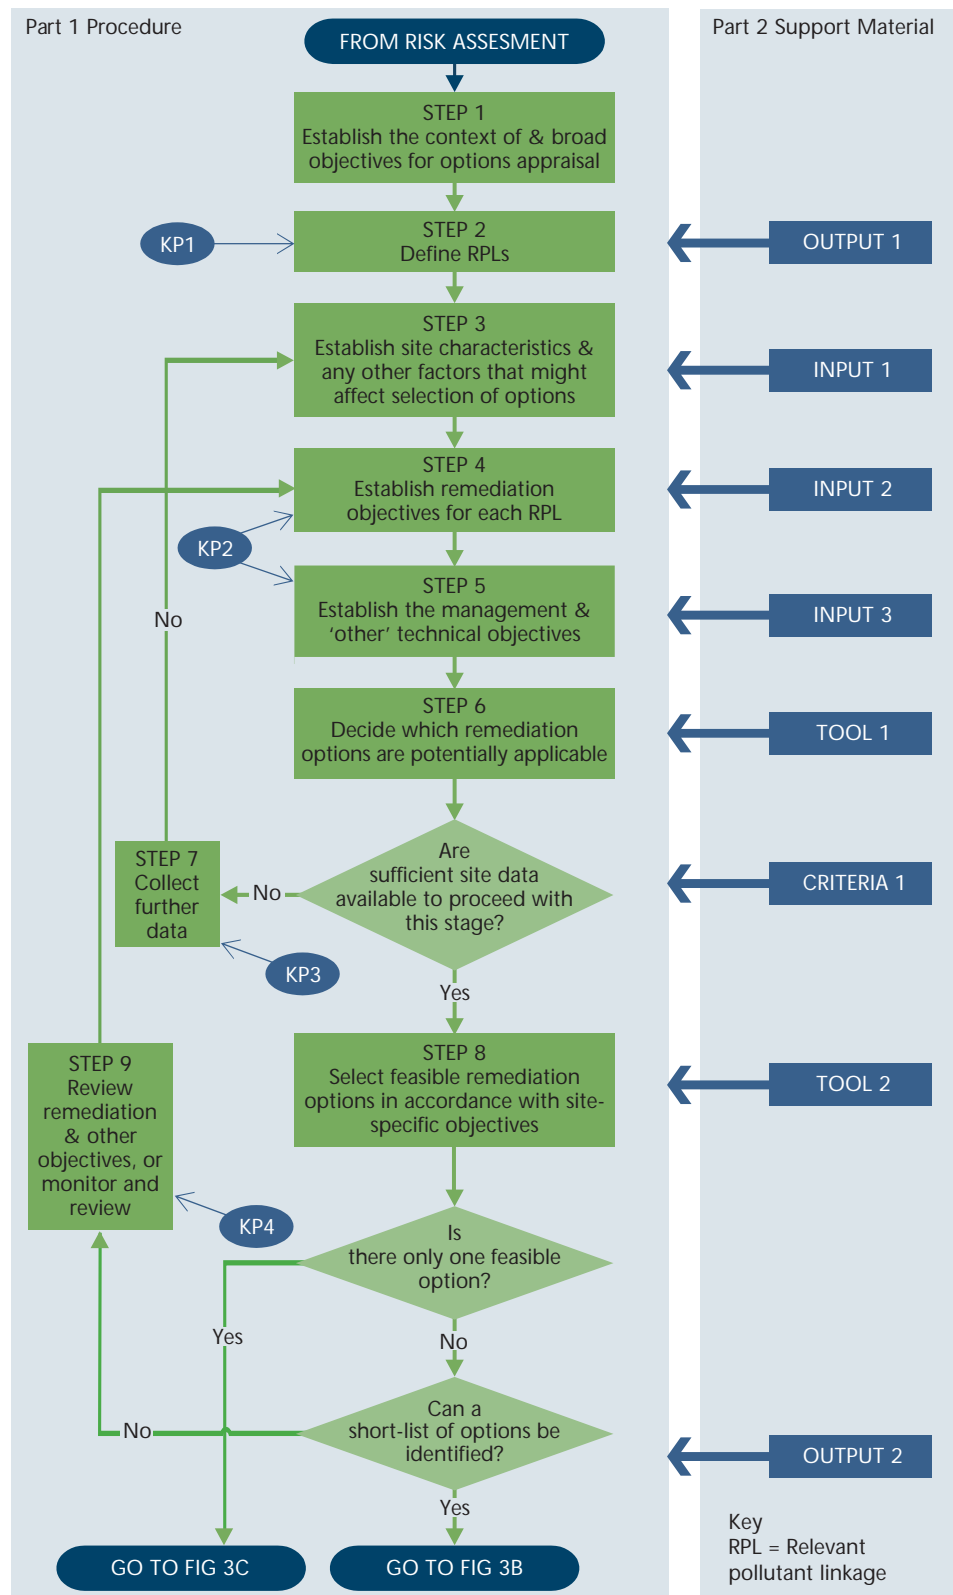 Part 1 Procedure
Part 2 Support Material
FROM RISK ASSESMENT
STEP 1
Establish the context of & broad
objectives for options appraisal
KP1
STEP 2
Define RPLs
OUTPUT 1
STEP 3
Establish site characteristics &
any other factors that might
affect selection of options
INPUT 1
STEP 4
Establish remediation
objectives for each RPL
INPUT 2
KP2
STEP 5
Establish the management &
‘other’ technical objectives
INPUT 3
No
STEP 6
Decide which remediation
options are potentially applicable
TOOL 1
Are
sufficient site data
available to proceed with
this stage?
CRITERIA 1
No
STEP 7
Collect
further
data
KP3
Yes
STEP 8
Select feasible remediation
options in accordance with site-
specific objectives
TOOL 2
STEP 9
Review
remediation
& other
objectives, or
monitor and
review
KP4
Is
there only one feasible
option?
Yes
No
Can a
short-list of options be
identified?
No
OUTPUT 2
Yes
GO TO FIG 3C
GO TO FIG 3B
Key
RPL = Relevant
pollutant linkage